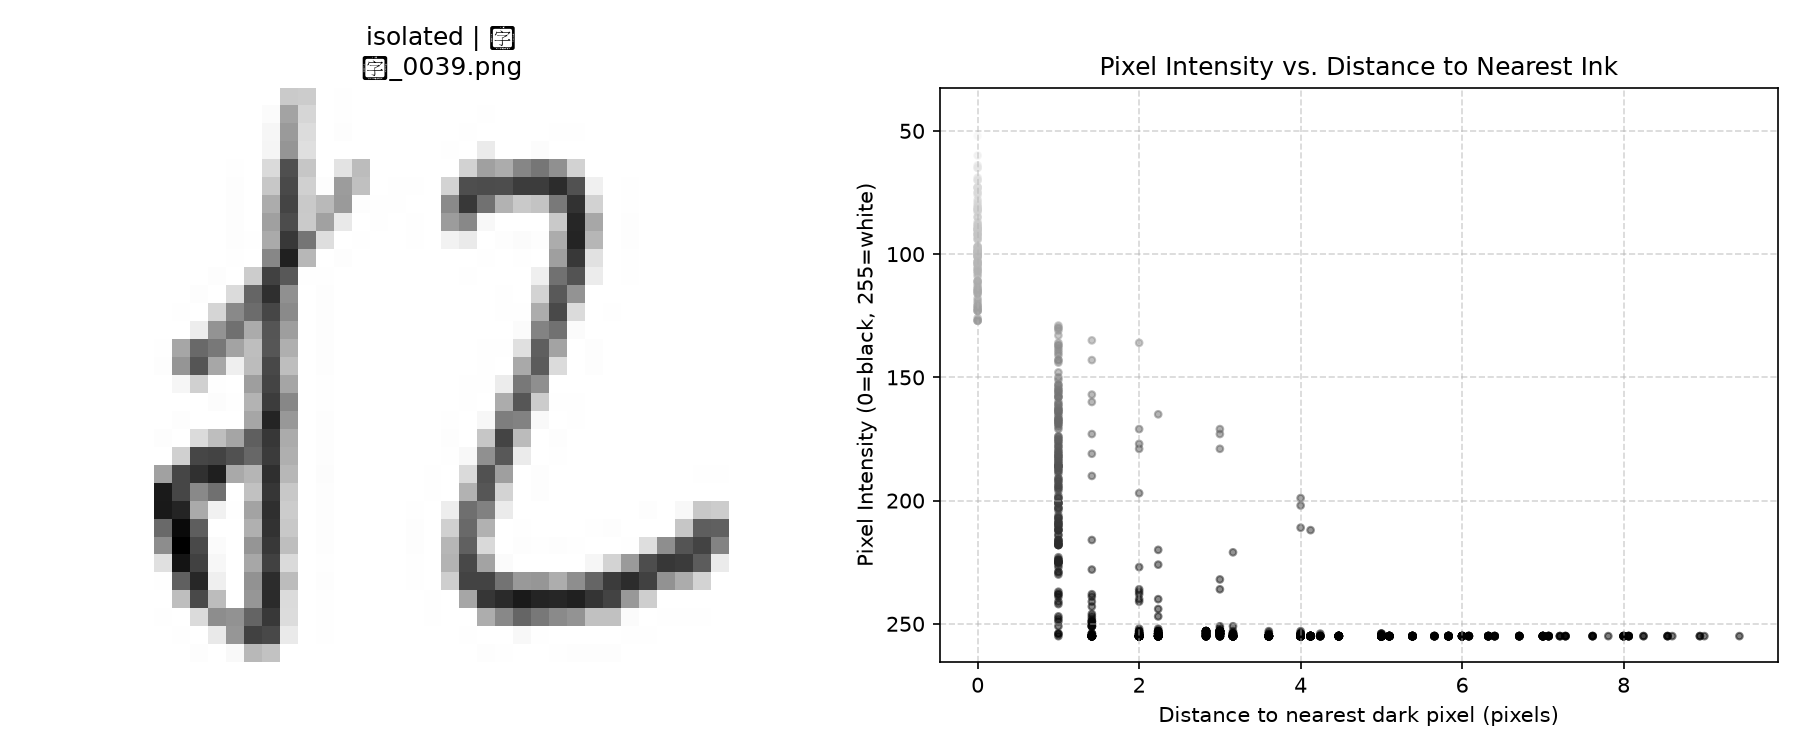 isolated |
_0039.png
Pixel Intensity vs. Distance to Nearest Ink
Pixel Intensity (0=black, 255=white)
50
100
150
200
250
0 2 4 6 8
Distance to nearest dark pixel (pixels)